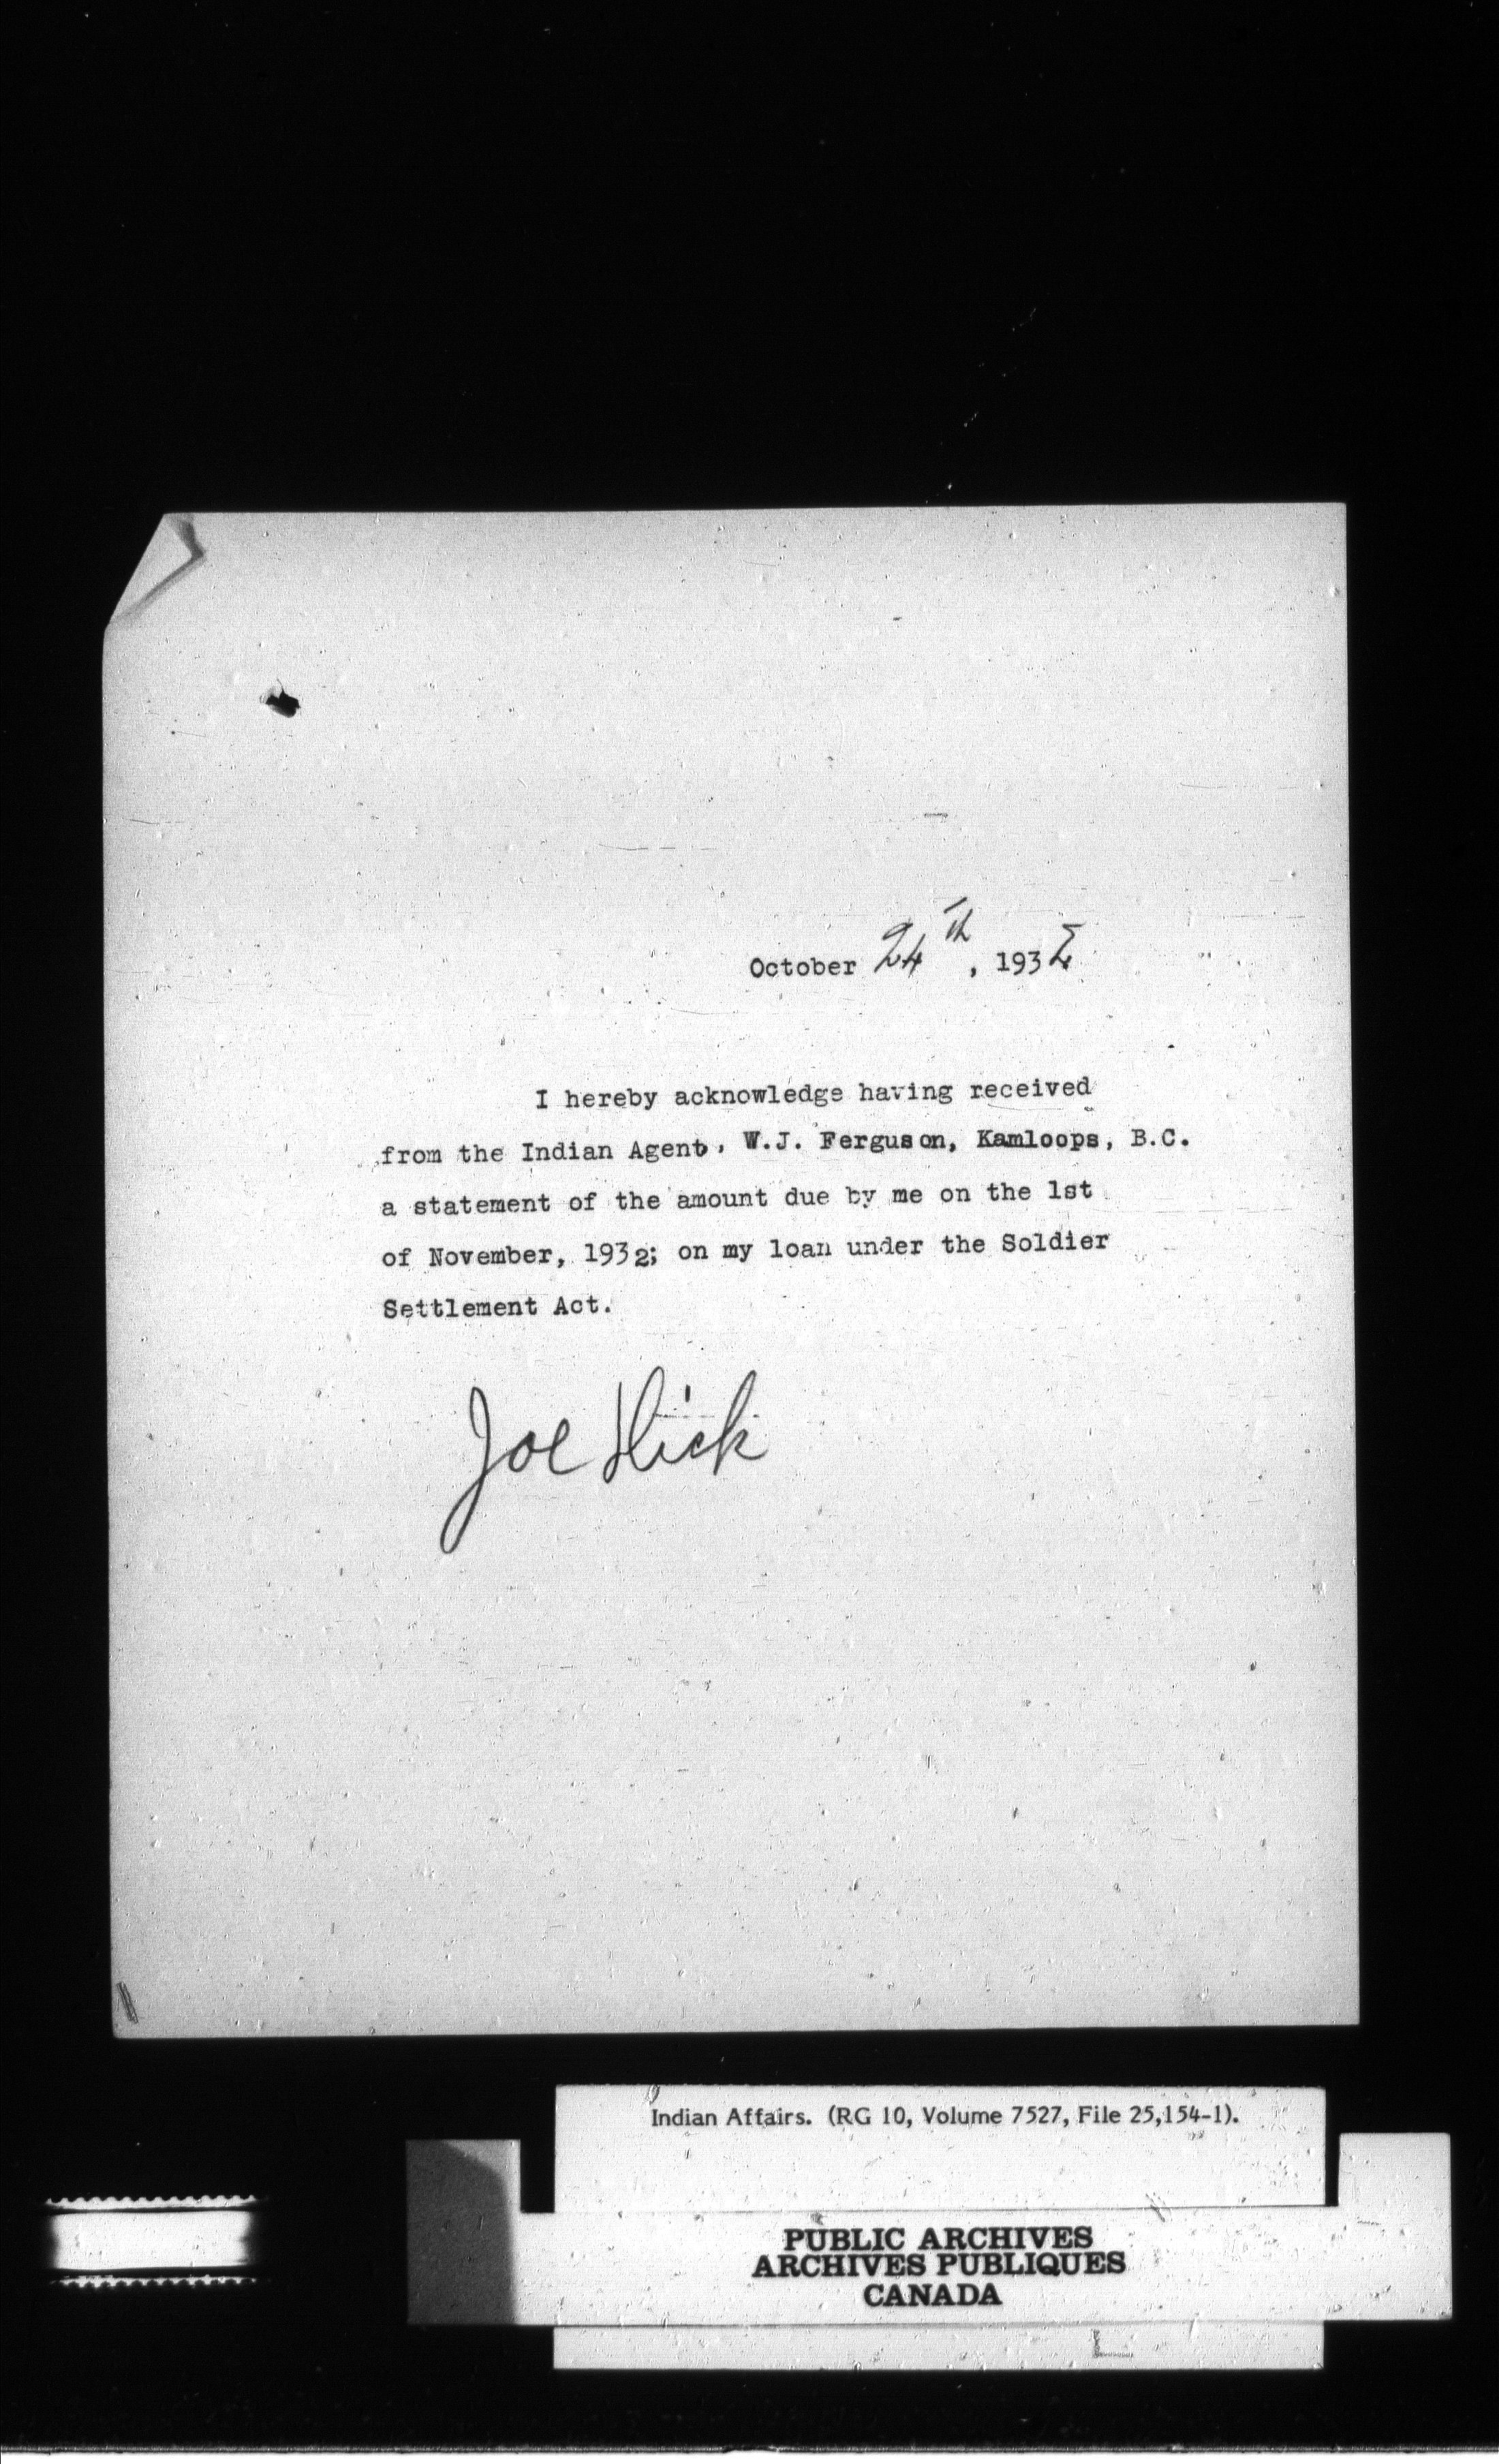 October 24th, 1932
I hereby acknowledge having received
from the Indian Agent, W.J. Ferguson, Kamloops, B.C.
a statement of the amount due by me on the 1st
of November, 1932; on my loan under the Soldier
Settlement Act.
Joe Dick
Indian Affairs. (RG 10, Volume 7527, File 25,154-1).
PUBLIC ARCHIVES
ARCHIVES PUBLIQUES
CANADA